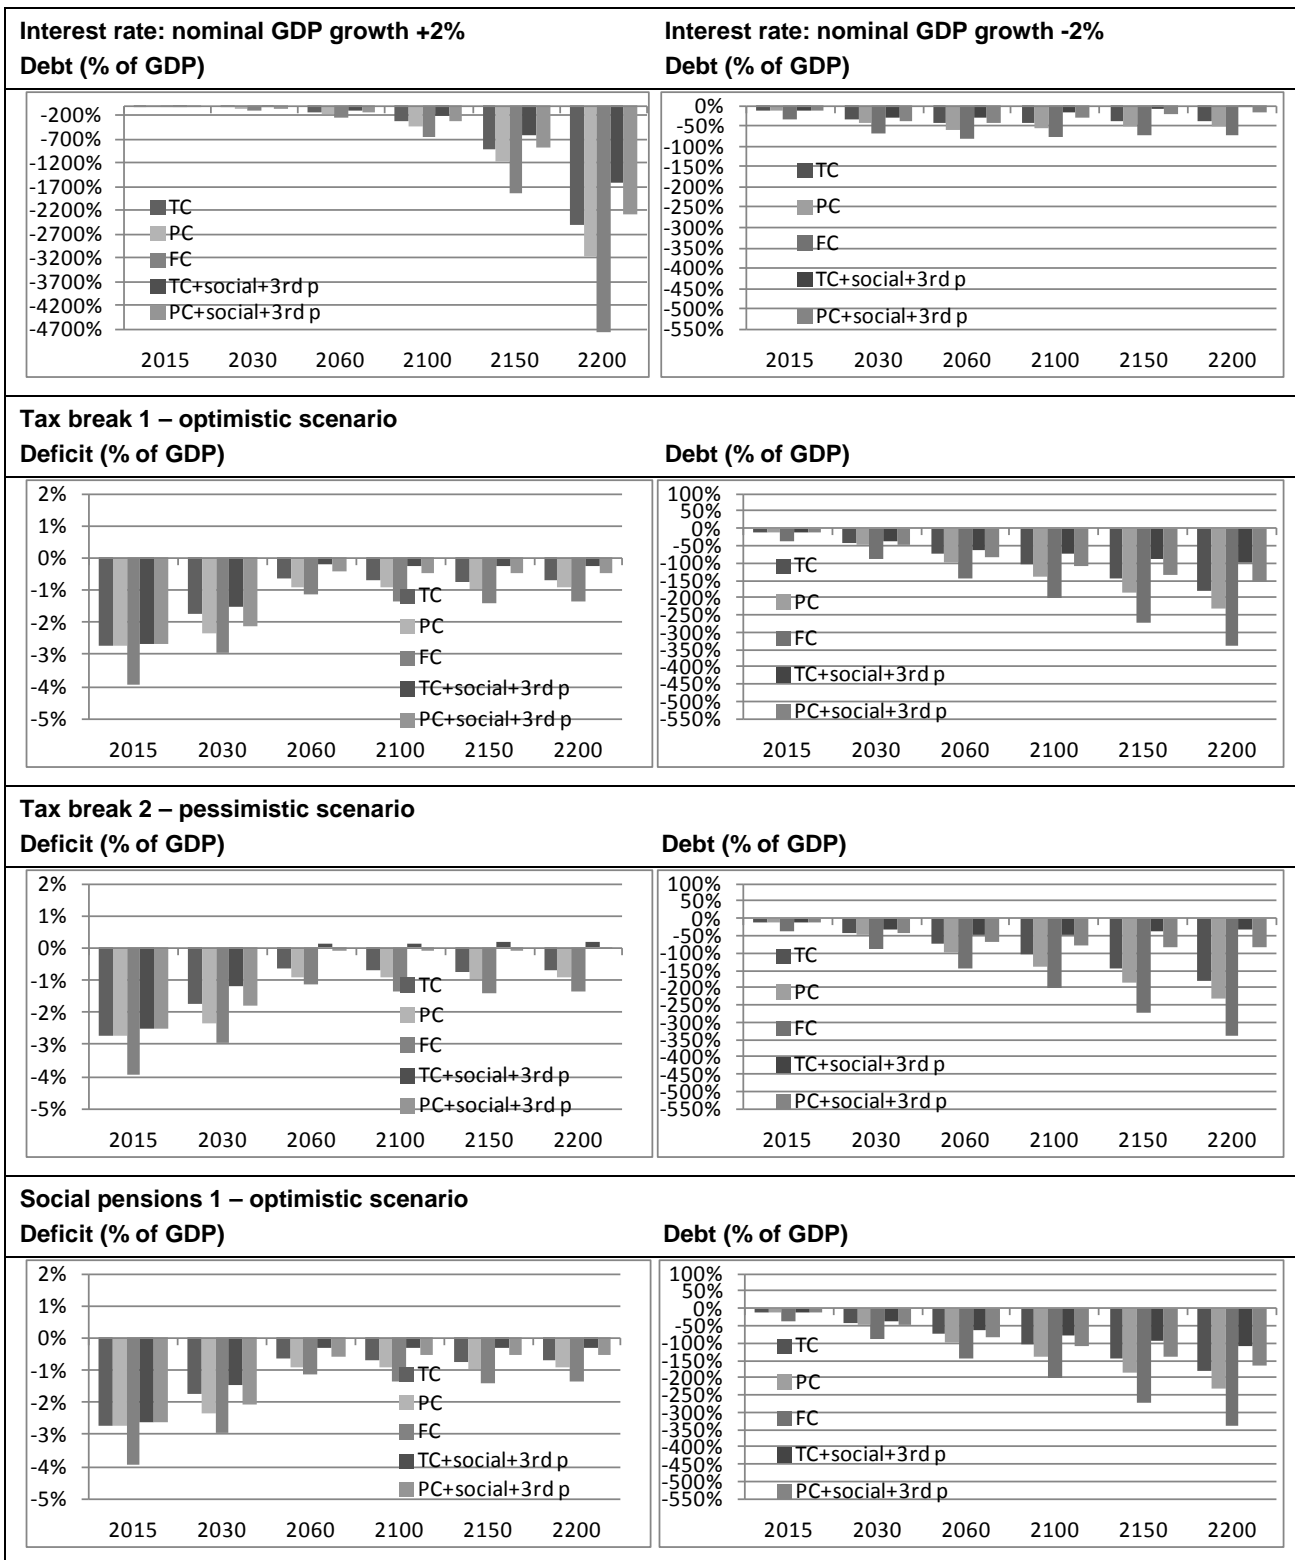 Interest rate: nominal GDP growth +2%
Debt (% of GDP)
-200%
-700%
-1200%
-1700%
-2200%
-2700%
-3200%
-3700%
-4200%
-4700%
TC
PC
FC
TC+social+3rd p
PC+social+3rd p
2015 2030 2060 2100 2150 2200
Interest rate: nominal GDP growth -2%
Debt (% of GDP)
0%
-50%
-100%
-150%
-200%
-250%
-300%
-350%
-400%
-450%
-500%
-550%
TC
PC
FC
TC+social+3rd p
PC+social+3rd p
2015 2030 2060 2100 2150 2200
Tax break 1 – optimistic scenario
Deficit (% of GDP)
2%
1%
0%
-1%
-2%
-3%
-4%
-5%
TC
PC
FC
TC+social+3rd p
PC+social+3rd p
2015 2030 2060 2100 2150 2200
Debt (% of GDP)
100%
50%
0%
-50%
-100%
-150%
-200%
-250%
-300%
-350%
-400%
-450%
-500%
-550%
TC
PC
FC
TC+social+3rd p
PC+social+3rd p
2015 2030 2060 2100 2150 2200
Tax break 2 – pessimistic scenario
Deficit (% of GDP)
2%
1%
0%
-1%
-2%
-3%
-4%
-5%
TC
PC
FC
TC+social+3rd p
PC+social+3rd p
2015 2030 2060 2100 2150 2200
Debt (% of GDP)
100%
50%
0%
-50%
-100%
-150%
-200%
-250%
-300%
-350%
-400%
-450%
-500%
-550%
TC
PC
FC
TC+social+3rd p
PC+social+3rd p
2015 2030 2060 2100 2150 2200
Social pensions 1 – optimistic scenario
Deficit (% of GDP)
2%
1%
0%
-1%
-2%
-3%
-4%
-5%
TC
PC
FC
TC+social+3rd p
PC+social+3rd p
2015 2030 2060 2100 2150 2200
Debt (% of GDP)
100%
50%
0%
-50%
-100%
-150%
-200%
-250%
-300%
-350%
-400%
-450%
-500%
-550%
TC
PC
FC
TC+social+3rd p
PC+social+3rd p
2015 2030 2060 2100 2150 2200